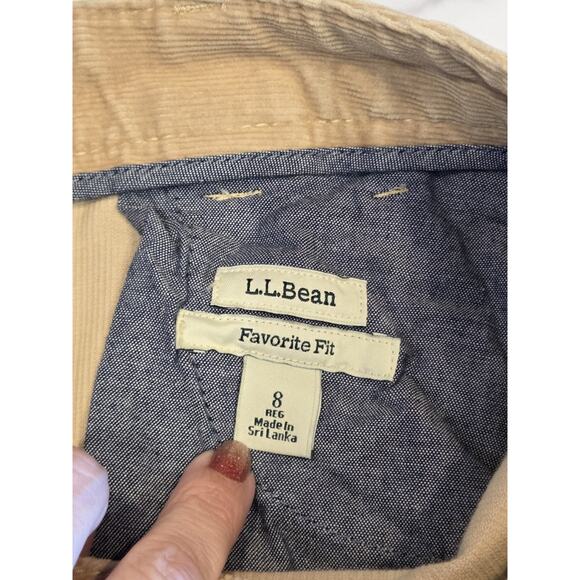 L.L.Bean
Favorite Fit
8
REG
Made In
Sri Lanka